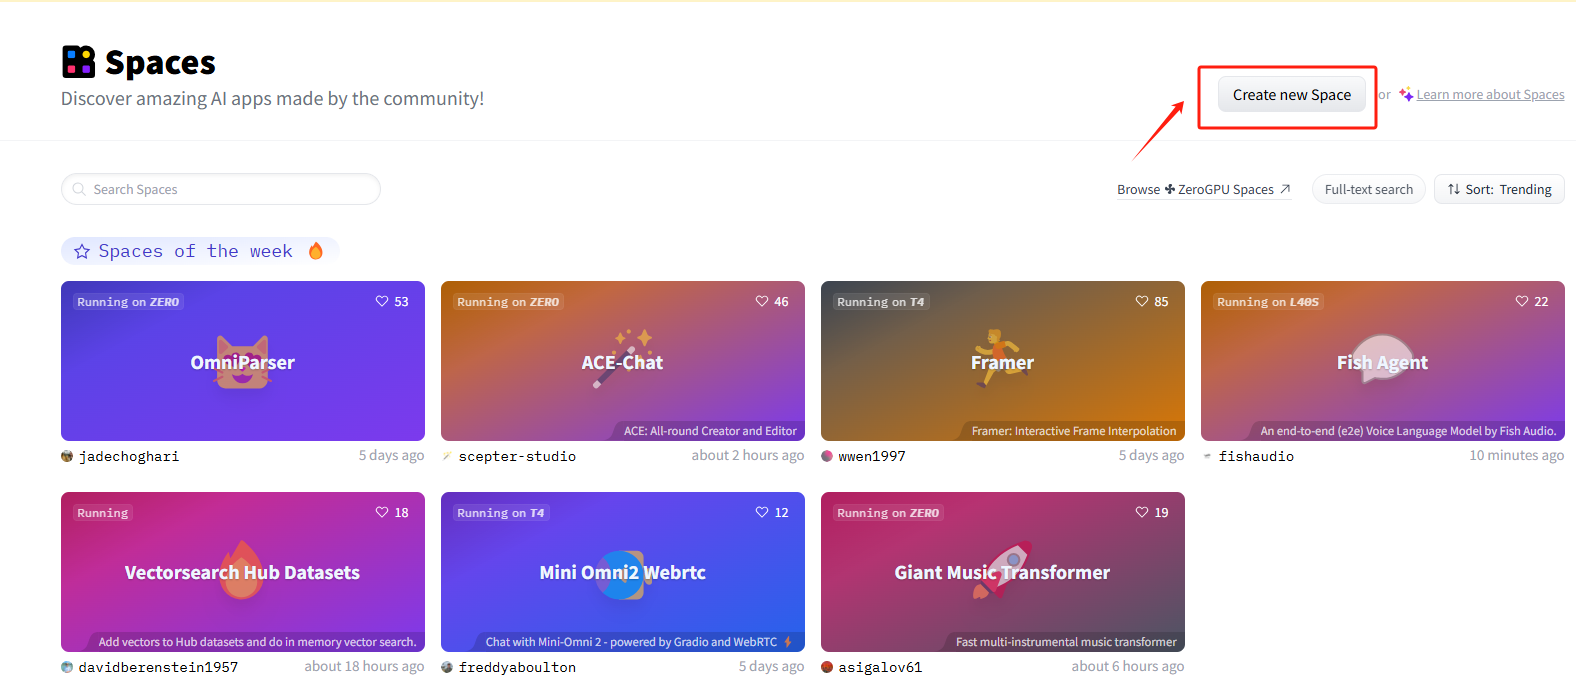 Spaces
Discover amazing AI apps made by the community!
Create new Space
or
Learn more about Spaces
Search Spaces
Browse ZeroGPU Spaces
Full-text search
Sort: Trending
Spaces of the week
Running on ZERO
53
OmniParser
jadechoghari
5 days ago
Running on ZERO
46
ACE-Chat
ACE: All-round Creator and Editor
scepter-studio
about 2 hours ago
Running on T4
85
Framer
Framer: Interactive Frame Interpolation
wwen1997
5 days ago
Running on L40S
22
Fish Agent
An end-to-end (e2e) Voice Language Model by Fish Audio.
fishaudio
10 minutes ago
Running
18
Vectorsearch Hub Datasets
Add vectors to Hub datasets and do in memory vector search.
davidberenstein1957
about 18 hours ago
Running on T4
12
Mini Omni2 Webrtc
Chat with Mini-Omni 2 - powered by Gradio and WebRTC ⚡
freddyaboulton
5 days ago
Running on ZERO
19
Giant Music Transformer
Fast multi-instrumental music transformer
asigalov61
about 6 hours ago